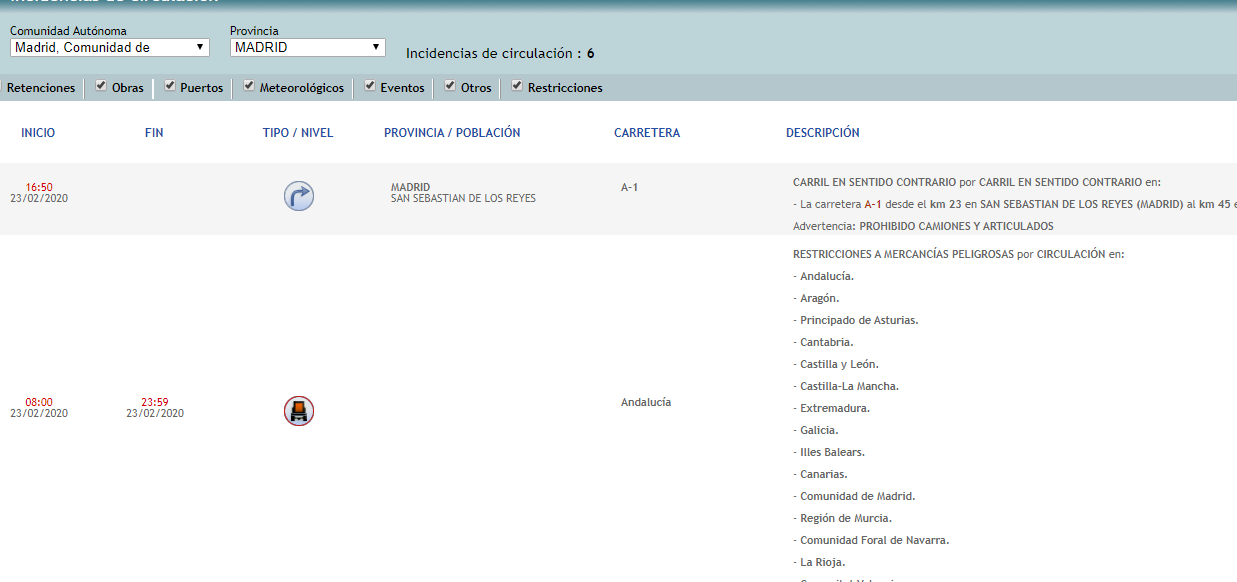 Incidencias de circulación
Comunidad Autónoma
Provincia
Madrid, Comunidad de
MADRID
Incidencias de circulación : 6
Retenciones
Obras
Puertos
Meteorológicos
Eventos
Otros
Restricciones
INICIO
FIN
TIPO / NIVEL
PROVINCIA / POBLACIÓN
CARRETERA
DESCRIPCIÓN
16:50
23/02/2020
MADRID
SAN SEBASTIAN DE LOS REYES
A-1
CARRIL EN SENTIDO CONTRARIO por CARRIL EN SENTIDO CONTRARIO en:
- La carretera A-1 desde el km 23 en SAN SEBASTIAN DE LOS REYES (MADRID) al km 45 e
Advertencia: PROHIBIDO CAMIONES Y ARTICULADOS
08:00
23/02/2020
23:59
23/02/2020
Andalucía
RESTRICCIONES A MERCANCÍAS PELIGROSAS por CIRCULACIÓN en:
- Andalucía.
- Aragón.
- Principado de Asturias.
- Cantabria.
- Castilla y León.
- Castilla-La Mancha.
- Extremadura.
- Galicia.
- Illes Balears.
- Canarias.
- Comunidad de Madrid.
- Región de Murcia.
- Comunidad Foral de Navarra.
- La Rioja.